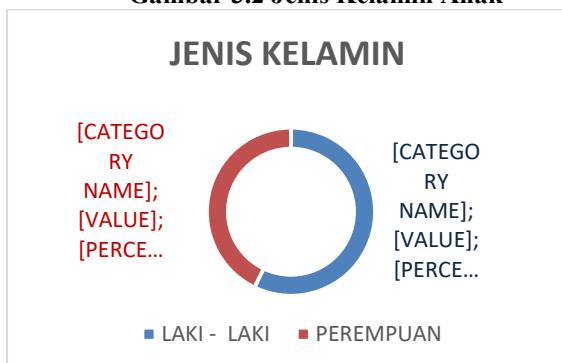 JENIS KELAMIN
[CATEGO
RY
NAME];
[VALUE];
[PERCE...
[CATEGO
RY
NAME];
[VALUE];
[PERCE...
LAKI - LAKI PEREMPUAN